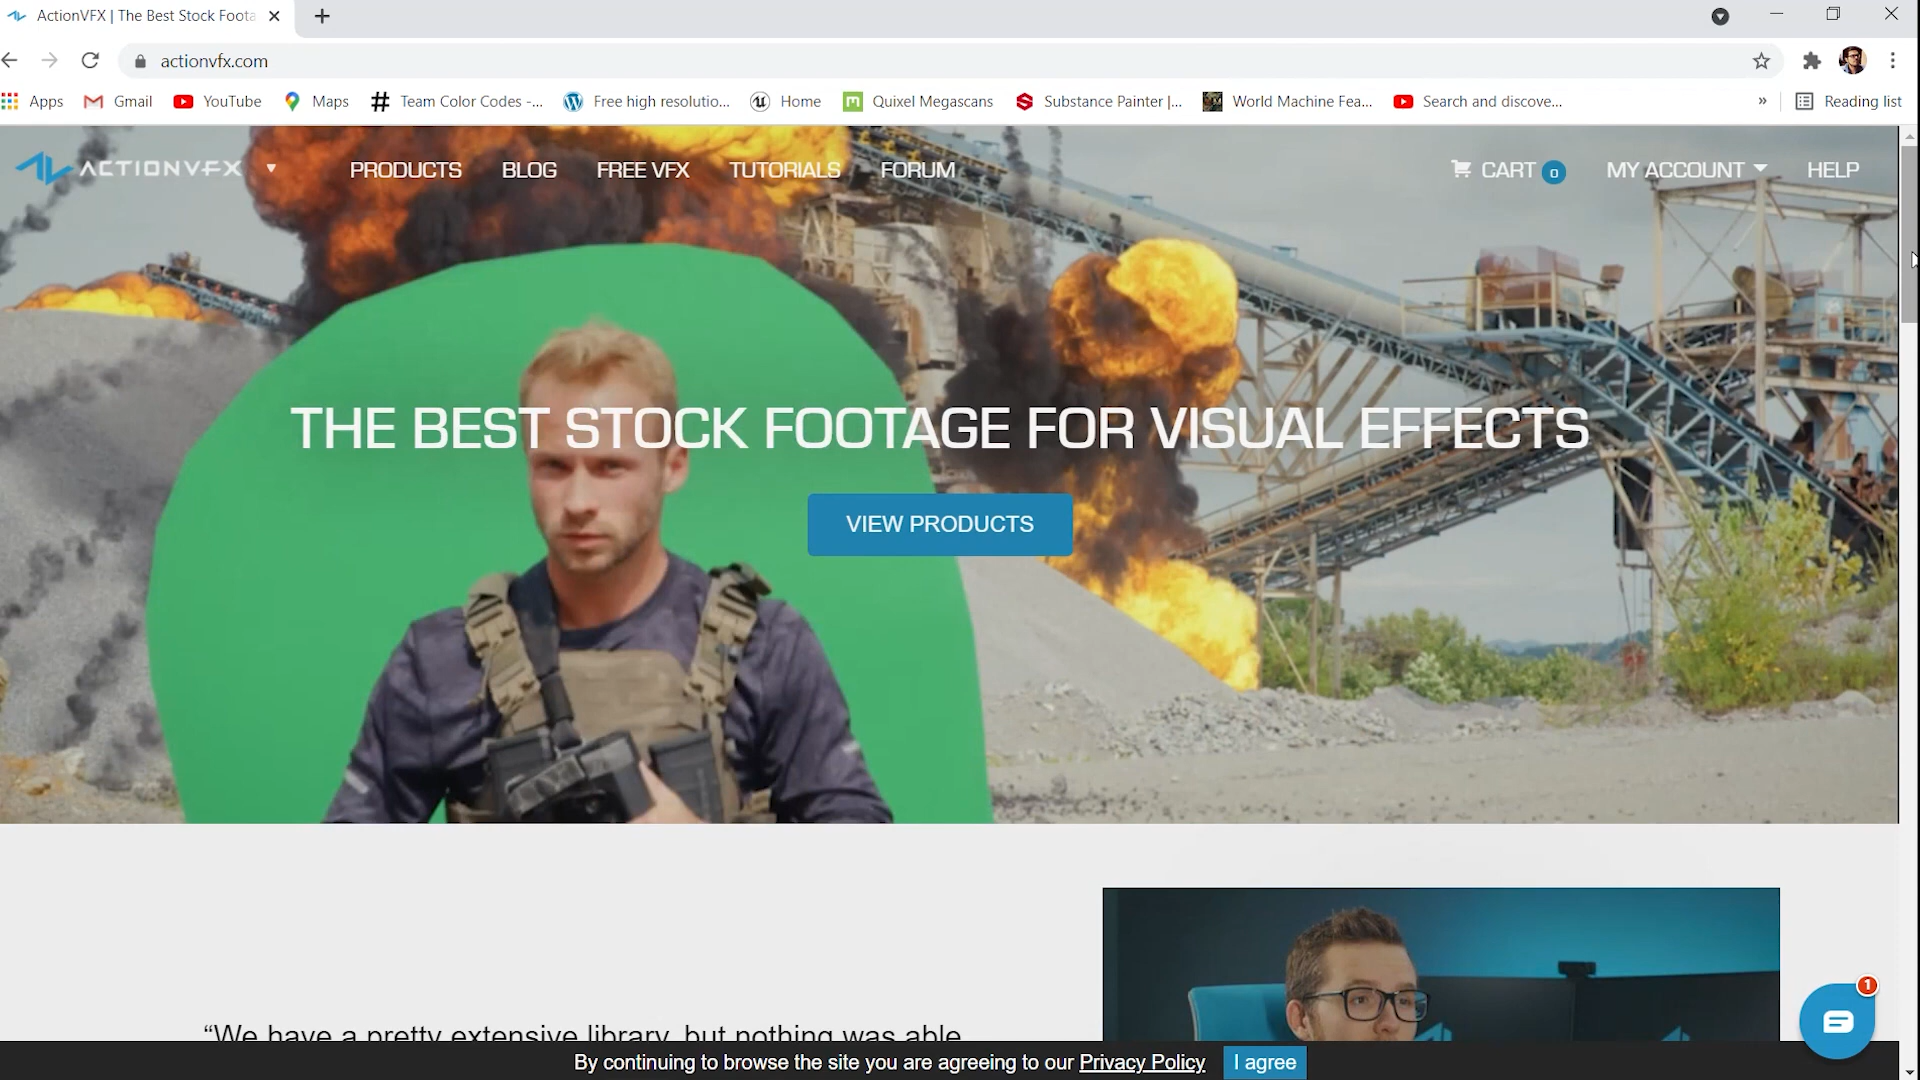 ActionVFX | The Best Stock Foota
actionvfx.com
Apps
Gmail
YouTube
Maps
Team Color Codes -...
Free high resolutio...
Home
Quixel Megascans
Substance Painter |...
World Machine Fea...
Search and discove...
»
Reading list
ACTIONVFX
PRODUCTS
BLOG
FREE VFX
TUTORIALS
FORUM
CART 0
MY ACCOUNT
HELP
THE BEST STOCK FOOTAGE FOR VISUAL EFFECTS
VIEW PRODUCTS
“We have a pretty extensive library, but nothing was able
1
By continuing to browse the site you are agreeing to our Privacy Policy
I agree